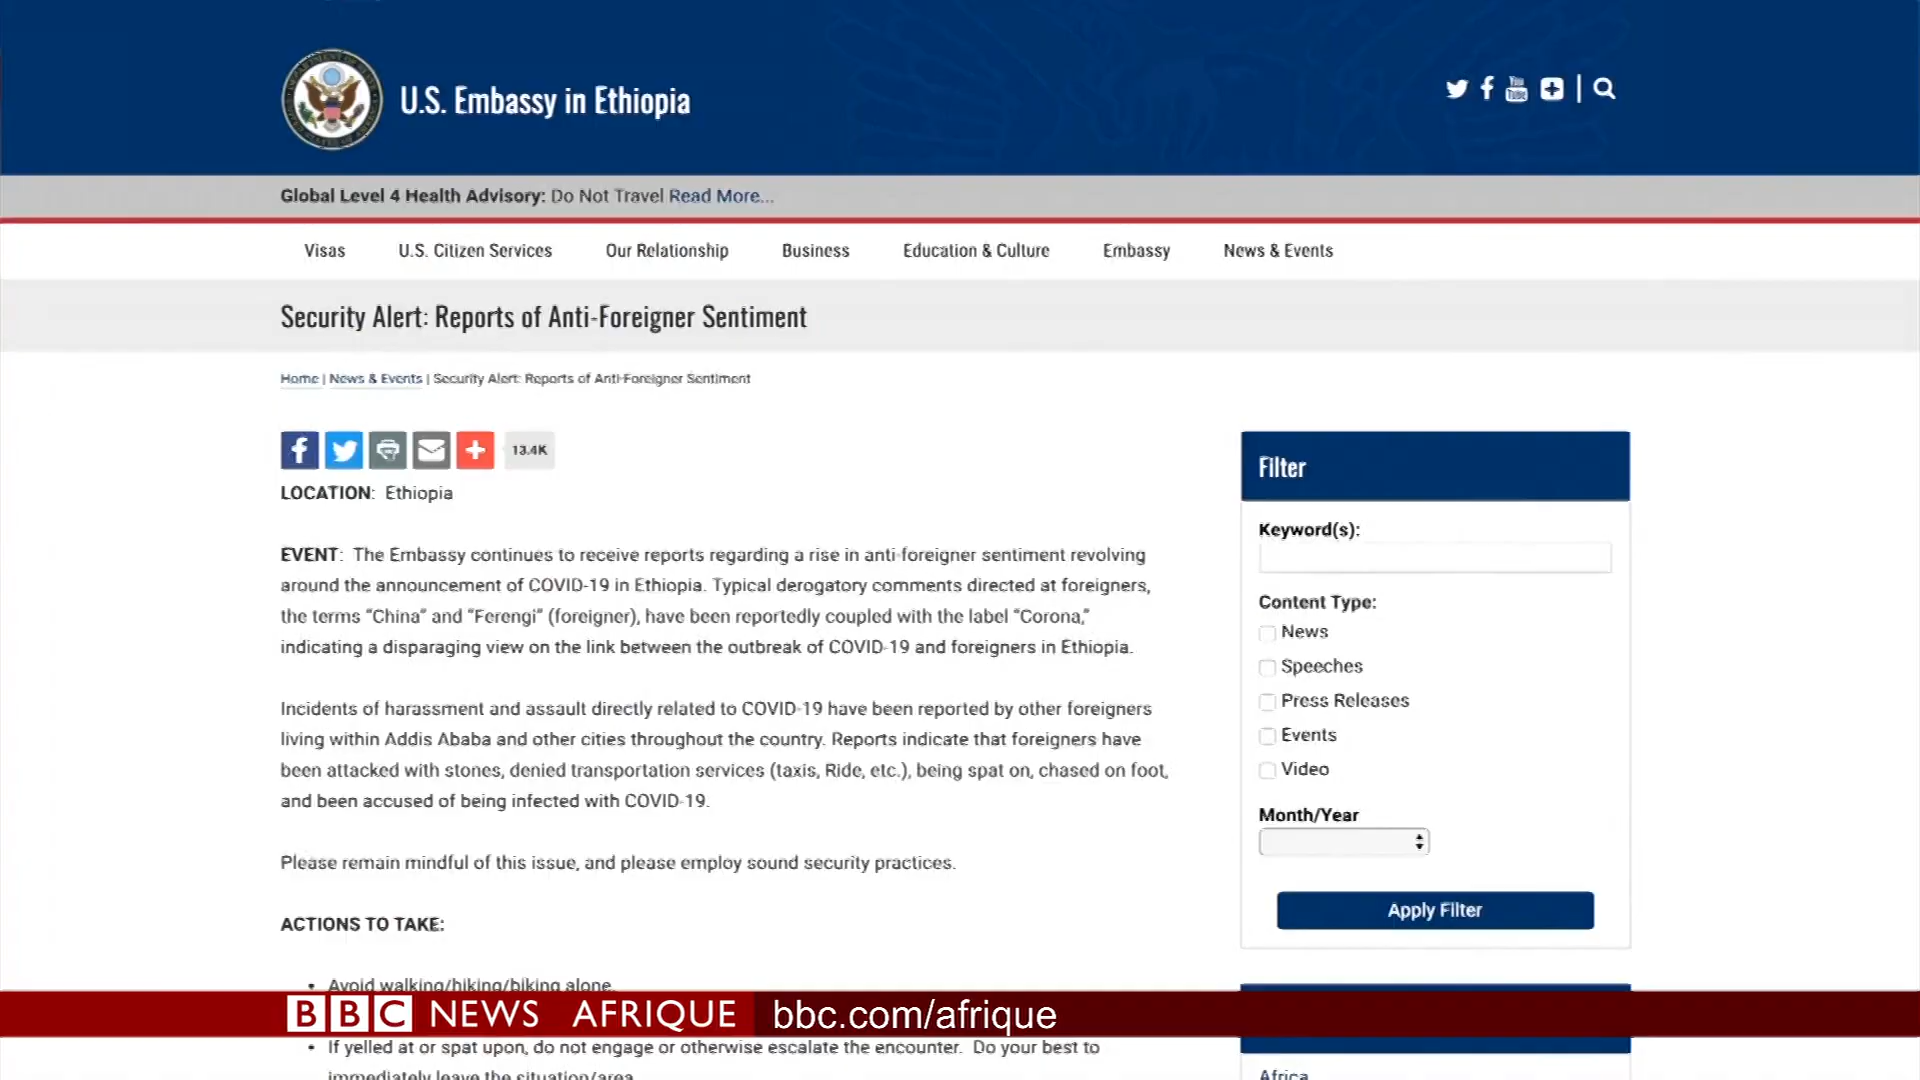 U.S. Embassy in Ethiopia
Global Level 4 Health Advisory: Do Not Travel Read More...
Visas U.S. Citizen Services Our Relationship Business Education & Culture Embassy News & Events
Security Alert: Reports of Anti-Foreigner Sentiment
Home | News & Events | Security Alert: Reports of Anti-Foreigner Sentiment
13.4K
LOCATION: Ethiopia
EVENT: The Embassy continues to receive reports regarding a rise in anti-foreigner sentiment revolving
around the announcement of COVID-19 in Ethiopia. Typical derogatory comments directed at foreigners,
the terms “China” and “Ferengi” (foreigner), have been reportedly coupled with the label “Corona,”
indicating a disparaging view on the link between the outbreak of COVID-19 and foreigners in Ethiopia.
Incidents of harassment and assault directly related to COVID-19 have been reported by other foreigners
living within Addis Ababa and other cities throughout the country. Reports indicate that foreigners have
been attacked with stones, denied transportation services (taxis, Ride, etc.), being spat on, chased on foot,
and been accused of being infected with COVID-19.
Please remain mindful of this issue, and please employ sound security practices.
ACTIONS TO TAKE:
• Avoid walking/hiking/biking alone.
• If yelled at or spat upon, do not engage or otherwise escalate the encounter. Do your best to
immediately leave the situation/area.
Filter
Keyword(s):
Content Type:
News
Speeches
Press Releases
Events
Video
Month/Year
Apply Filter
Africa
BBC NEWS AFRIQUE bbc.com/afrique